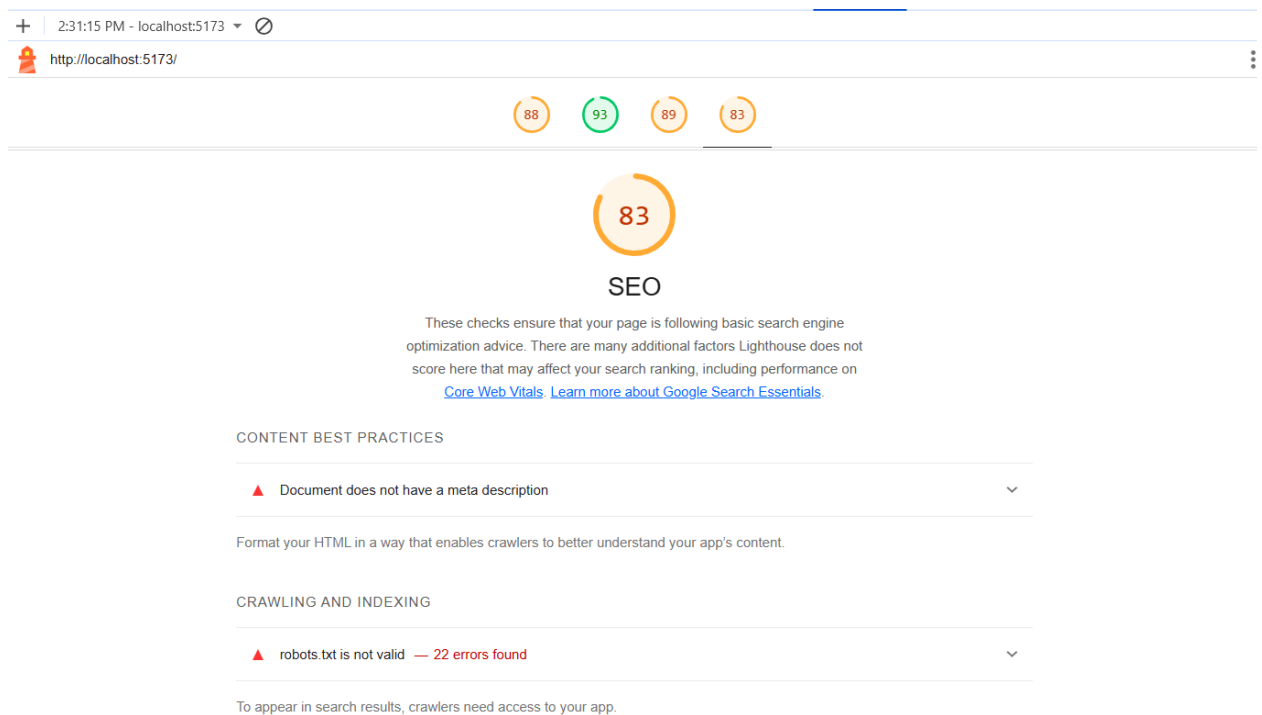 2:31:15 PM - localhost:5173
http://localhost:5173/
88 93 89 83
83
SEO
These checks ensure that your page is following basic search engine
optimization advice. There are many additional factors Lighthouse does not
score here that may affect your search ranking, including performance on
Core Web Vitals. Learn more about Google Search Essentials.
CONTENT BEST PRACTICES
Document does not have a meta description
Format your HTML in a way that enables crawlers to better understand your app’s content.
CRAWLING AND INDEXING
robots.txt is not valid — 22 errors found
To appear in search results, crawlers need access to your app.